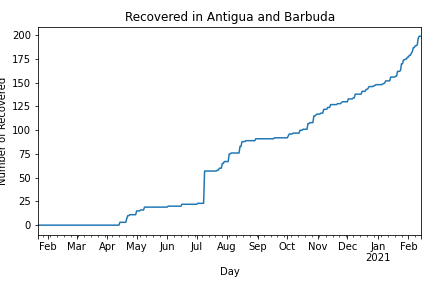 Recovered in Antigua and Barbuda
Number of Recovered
200
175
150
125
100
75
50
25
0
Feb Mar Apr May Jun Jul Aug Sep Oct Nov Dec Jan Feb
2021
Day